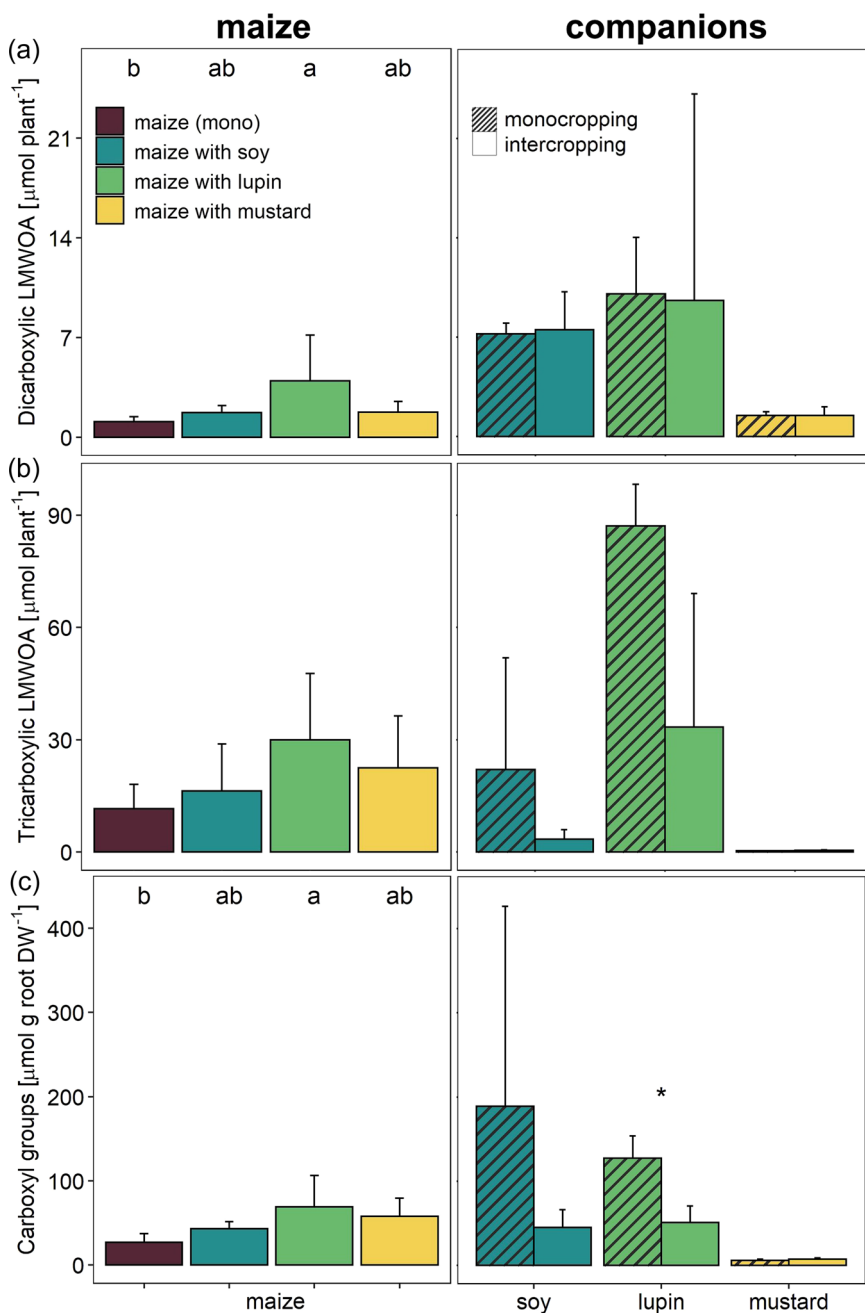 maize companions
(a)
b ab a ab
maize (mono)
maize with soy
maize with lupin
maize with mustard
monocropping
intercropping
Dicarboxylic LMWOA [μmol plant⁻¹]
21
14
7
0
(b)
Tricarboxylic LMWOA [μmol plant⁻¹]
90
60
30
0
(c)
b ab a ab
Carboxyl groups [μmol g root DW⁻¹]
400
300
200
100
0
*
maize soy lupin mustard